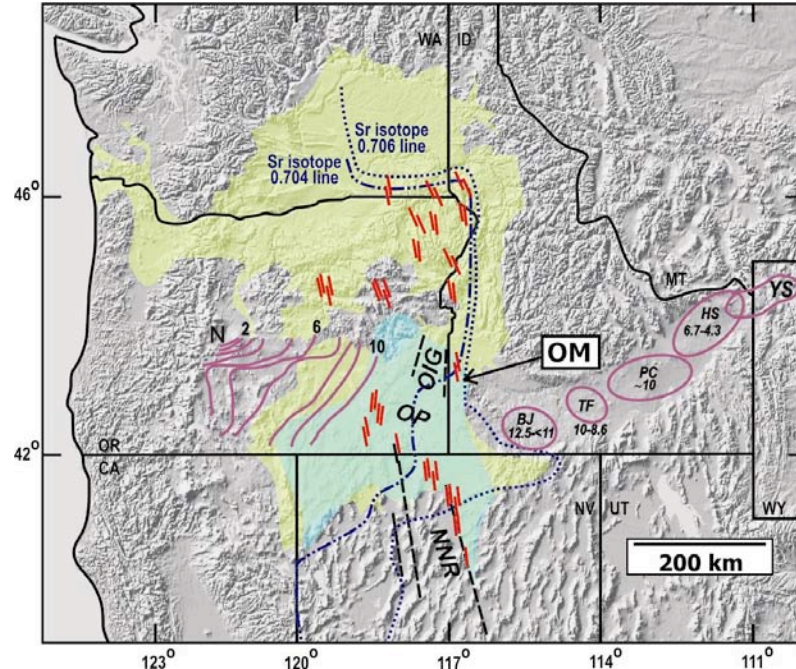 WA
ID
Sr isotope
0.706 line
Sr isotope
0.704 line
46°
MT
YS
HS
6.7-4.3
N
2
6
10
OIG
OM
PC
~10
OP
BJ
12.5-<11
TF
10-8.6
OR
CA
42°
NV
UT
WY
NNR
200 km
123°
120°
117°
114°
111°